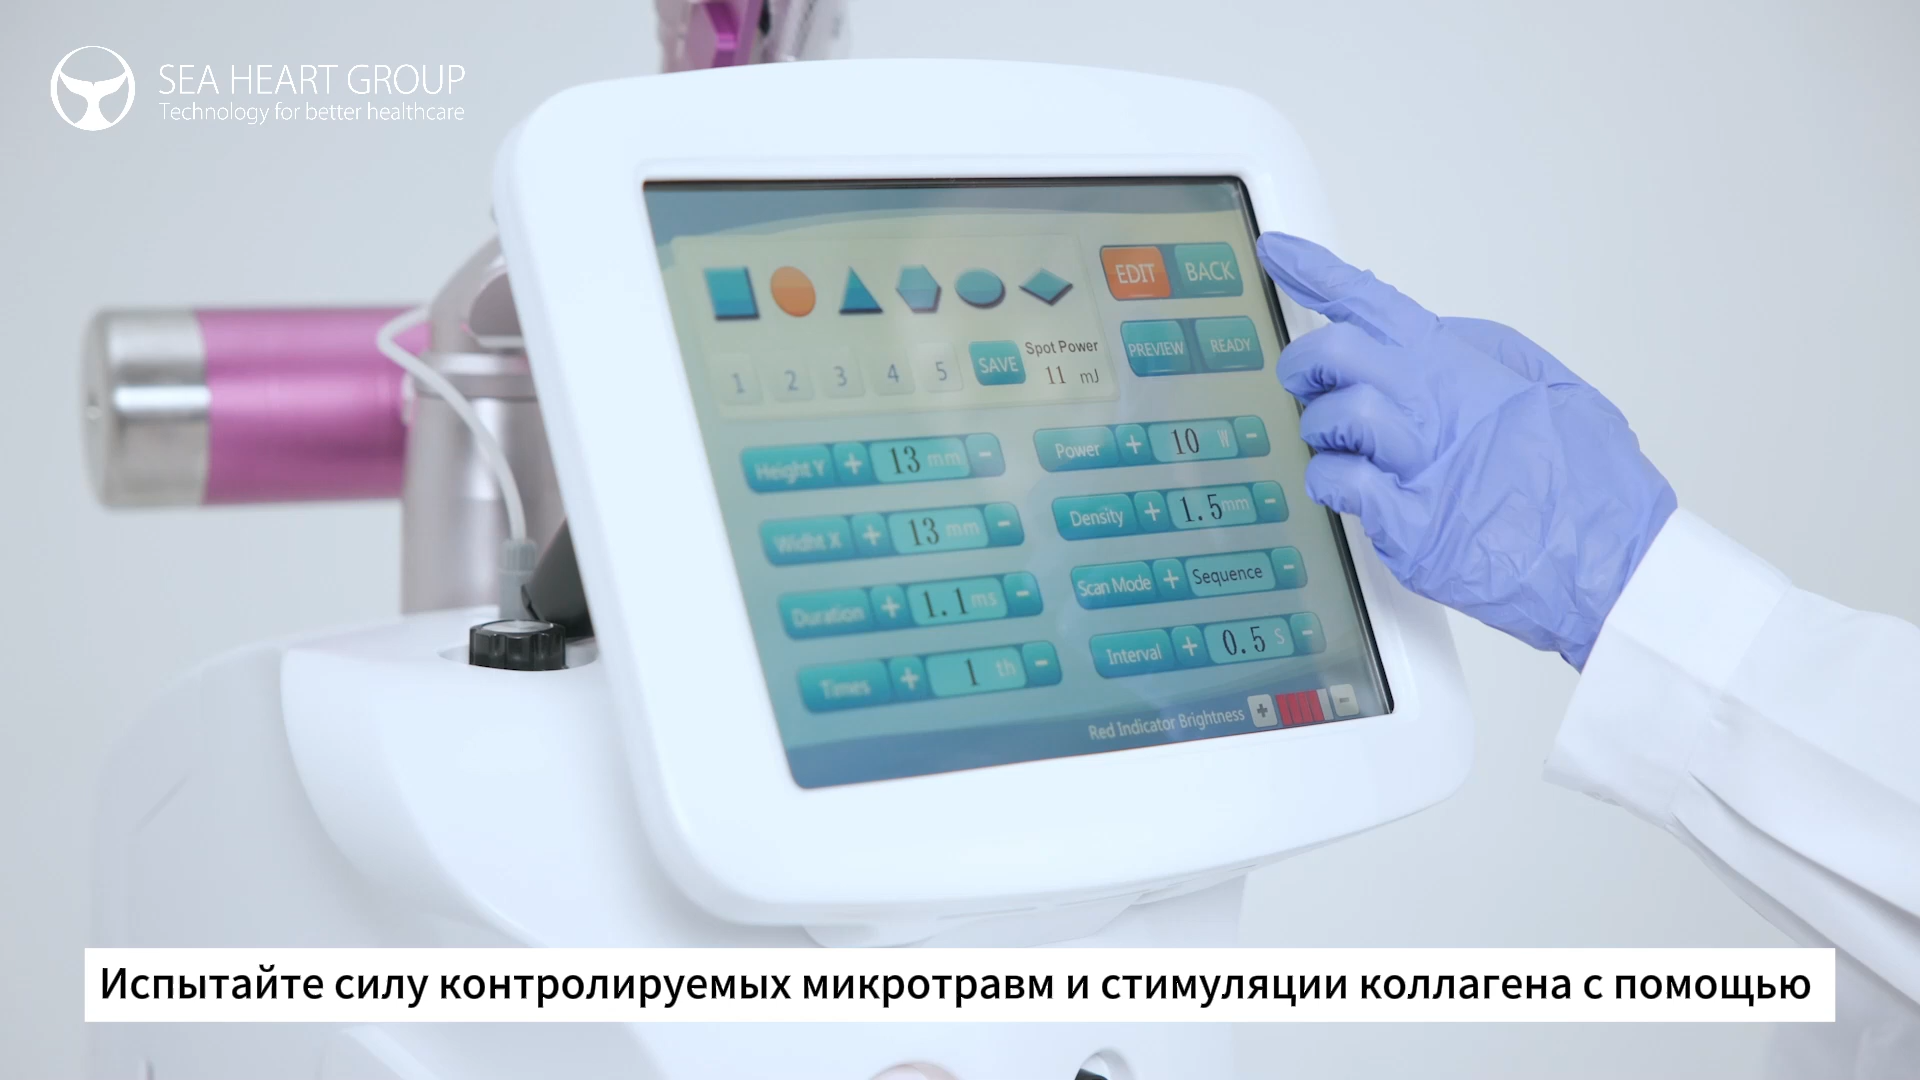 SEA HEART GROUP
Technology for better healthcare
EDIT BACK
1 2 3 4 5 SAVE Spot Power 11 mJ
PREVIEW READY
Height Y + 13 mm - Power + 10 W -
Widht X + 13 mm - Density + 1.5 mm -
Duration + 1.1 ms - Scan Mode + Sequence -
Times + 1 th - Interval + 0.5 S -
Red Indicator Brightness + -
Испытайте силу контролируемых микротравм и стимуляции коллагена с помощью